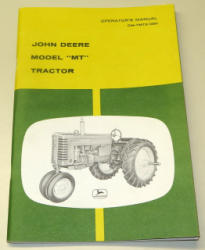 OPERATOR'S MANUAL
JOHN DEERE
MODEL "MT"
TRACTOR